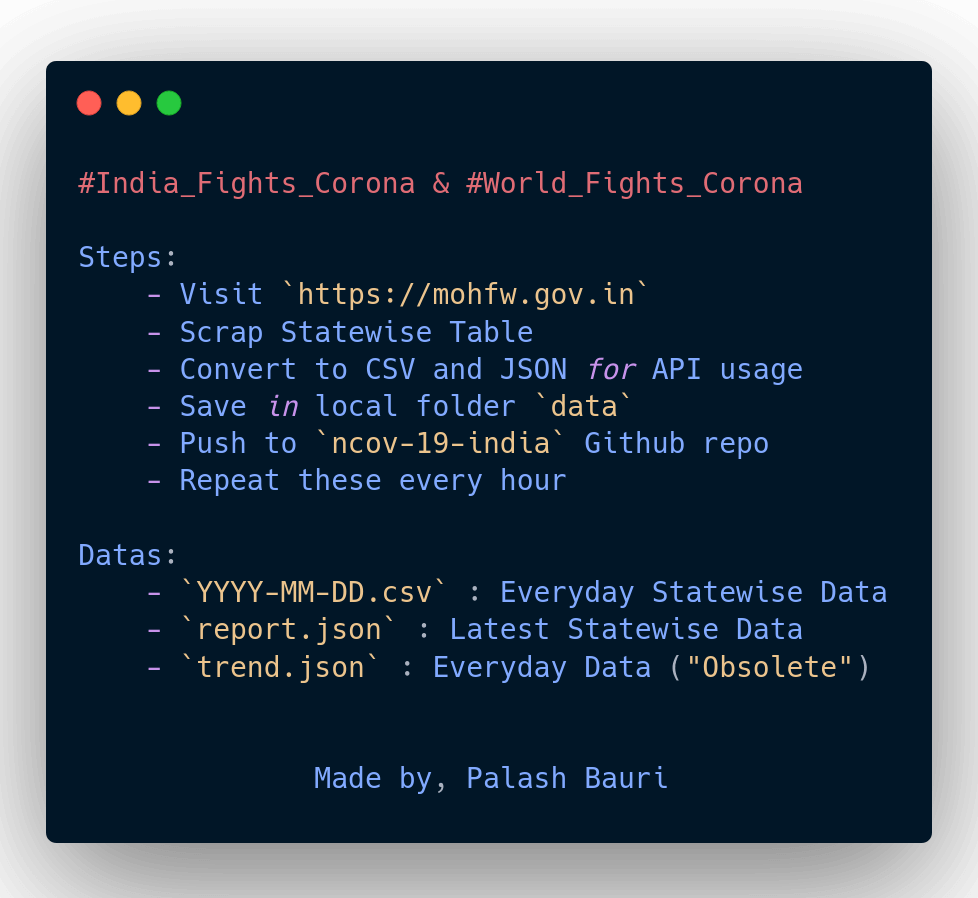 #India_Fights_Corona & #World_Fights_Corona
Steps:
- Visit `https://mohfw.gov.in`
- Scrap Statewise Table
- Convert to CSV and JSON for API usage
- Save in local folder `data`
- Push to `ncov-19-india` Github repo
- Repeat these every hour
Datas:
- `YYYY-MM-DD.csv` : Everyday Statewise Data
- `report.json` : Latest Statewise Data
- `trend.json` : Everyday Data ("Obsolete")
Made by, Palash Bauri